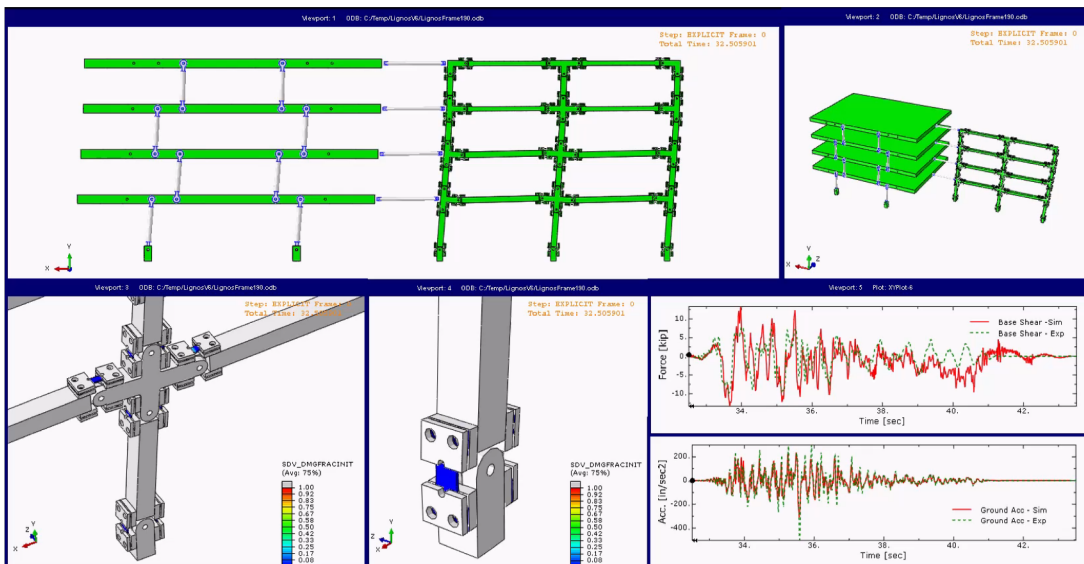 Viewport: 1 ODB: C:/Temp/LignosV6/LignosFrame190.odb
Step: EXPLICIT Frame: 0
Total Time: 32.505901
Y
X
Viewport: 2 ODB: C:/Temp/LignosV6/LignosFrame190.odb
Step: EXPLICIT Frame: 0
Total Time: 32.505901
Y
Z
X
Viewport: 3 ODB: C:/Temp/LignosV6/LignosFrame190.odb
Step: EXPLICIT Frame
Total Time: 32.
SDV_DMGFRACINIT
(Avg: 75%)
1.00
0.92
0.83
0.75
0.67
0.58
0.50
0.42
0.33
0.25
0.17
0.08
Y
Z
X
Viewport: 4 ODB: C:/Temp/LignosV6/LignosFrame190.odb
Step: EXPLICIT Frame: 0
Total Time: 32.505901
SDV_DMGFRACINIT
(Avg: 75%)
1.00
0.92
0.83
0.75
0.67
0.58
0.50
0.42
0.33
0.25
0.17
0.08
Y
Z
X
Viewport: 5 Plot: XYPlot-6
Force [kip]
10.
5.
0.
-5.
-10.
Base Shear -Sim
Base Shear - Exp
34. 36. 38. 40. 42.
Time [sec]
Acc. [in/sec2]
200.
0.
-200.
-400.
Ground Acc - Sim
Ground Acc - Exp
34. 36. 38. 40. 42.
Time [sec]